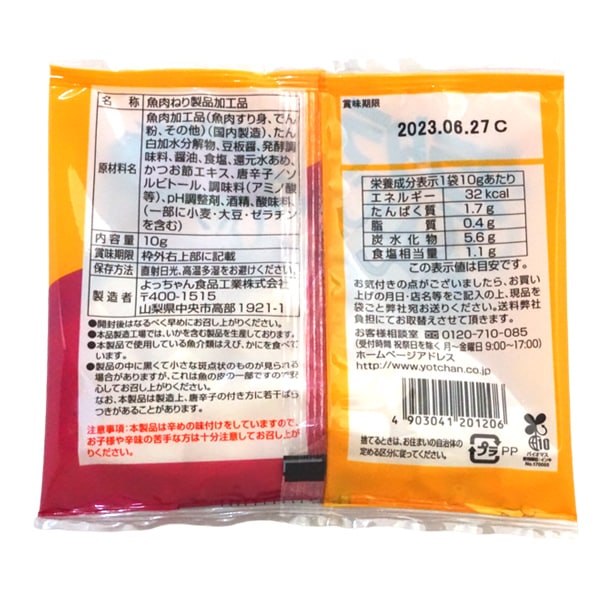 名 称 魚肉ねり製品加工品
原材料名 魚肉加工品(魚肉すり身、でん
粉、その他)(国内製造)、たん
白加水分解物、豆板醤、発酵調
味料、醤油、食塩、還元水あめ、
かつお節エキス、唐辛子/ソ
ルビトール、調味料(アミノ酸
等)、pH調整剤、酒精、酸味料、
(一部に小麦・大豆・ゼラチン
を含む)
内容量 10g
賞味期限 枠外右上部に記載
保存方法 直射日光、高温多湿をお避けください。
製造者 よっちゃん食品工業株式会社
〒400-1515
山梨県中央市高部1921-1
●開封後はなるべく早めにお召し上がりください。
●本品製造工場では、いかを含む製品を生産しております。
●本製品で使用している魚介類はえび、かにを食べて
います。
●製品の中に黒くて小さな斑点状のものが見られる
場合がありますが、これは魚の皮の一部ですので安
心してお召し上がりください。
なお、本品は製造上、唐辛子の付き方に若干ばら
つきがあることがあります。
注意事項:本製品は辛めの味付けをしていますので、
お子様や辛味の苦手な方は十分注意してお召し上が
りください。
賞味期限
2023.06.27 C
栄養成分表示1袋10gあたり
エネルギー 32kcal
たんぱく質 1.7g
脂質 0.4g
炭水化物 5.6g
食塩相当量 1.1g
この表示値は目安です。
お気付きの点がございましたら、お買い
上げの月日・店名等をご記入の上、現品を
袋ごと弊社宛お送りください。送料弊社負
担にてお取替えさせて頂きます。
お客様相談室 0120-710-085
(受付時間 祝祭日を除く 月~金曜日 9:00~17:00)
ホームページアドレス
http://www.yotchan.co.jp
4 903041 201206
捨てるときは、お住まいの自治体の
定める区分に従ってください。
プラ PP
10
バイオマス
No.170088